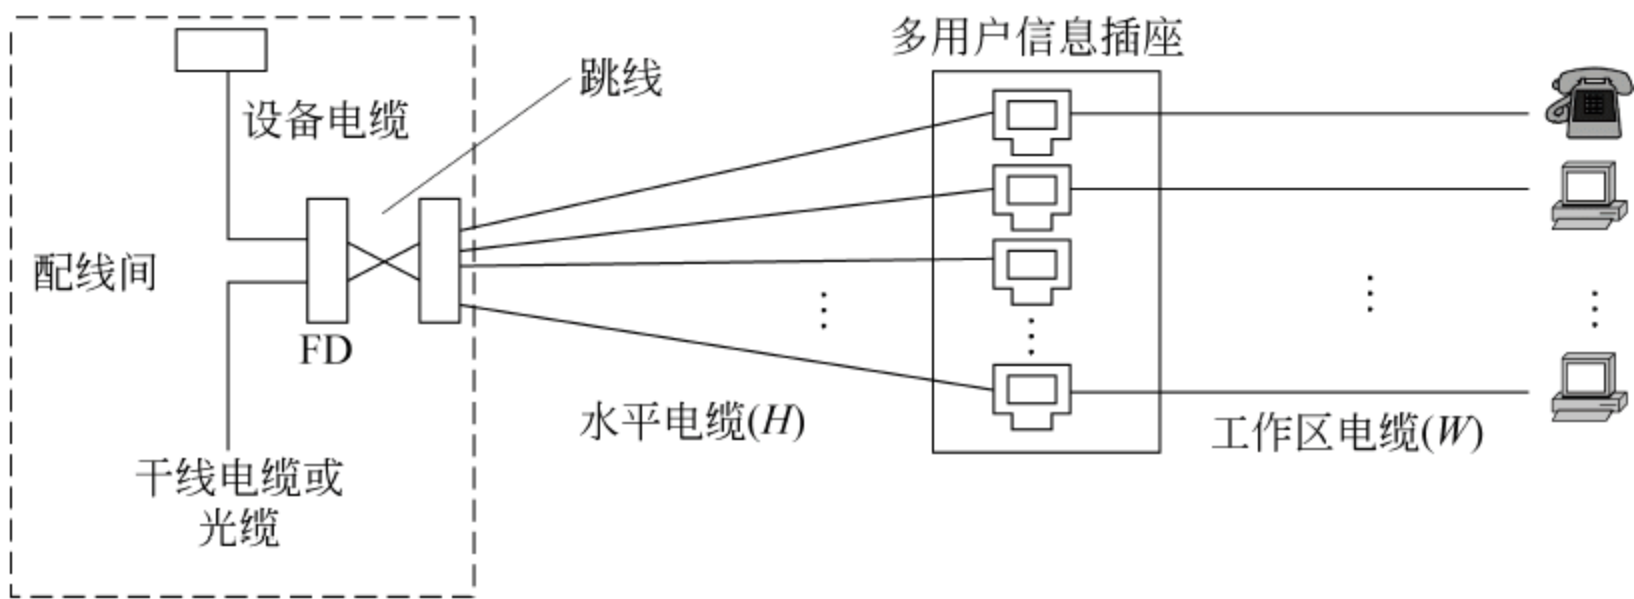 多用户信息插座
跳线
设备电缆
配线间
FD
水平电缆(H)
工作区电缆(W)
干线电缆或
光缆